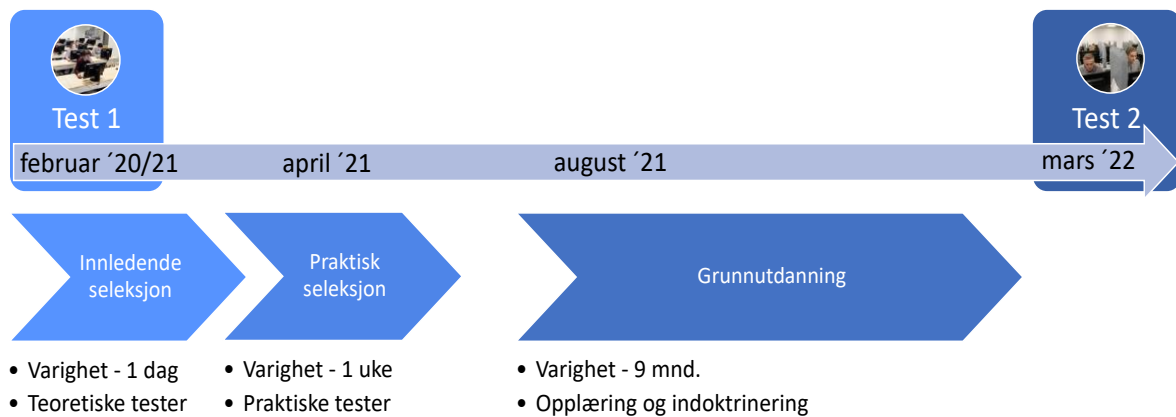 Test 1
Test 2
februar ´20/21
april ´21
august ´21
mars ´22
Innledende
seleksjon
Praktisk
seleksjon
Grunnutdanning
• Varighet - 1 dag
• Teoretiske tester
• Varighet - 1 uke
• Praktiske tester
• Varighet - 9 mnd.
• Opplæring og indoktrinering